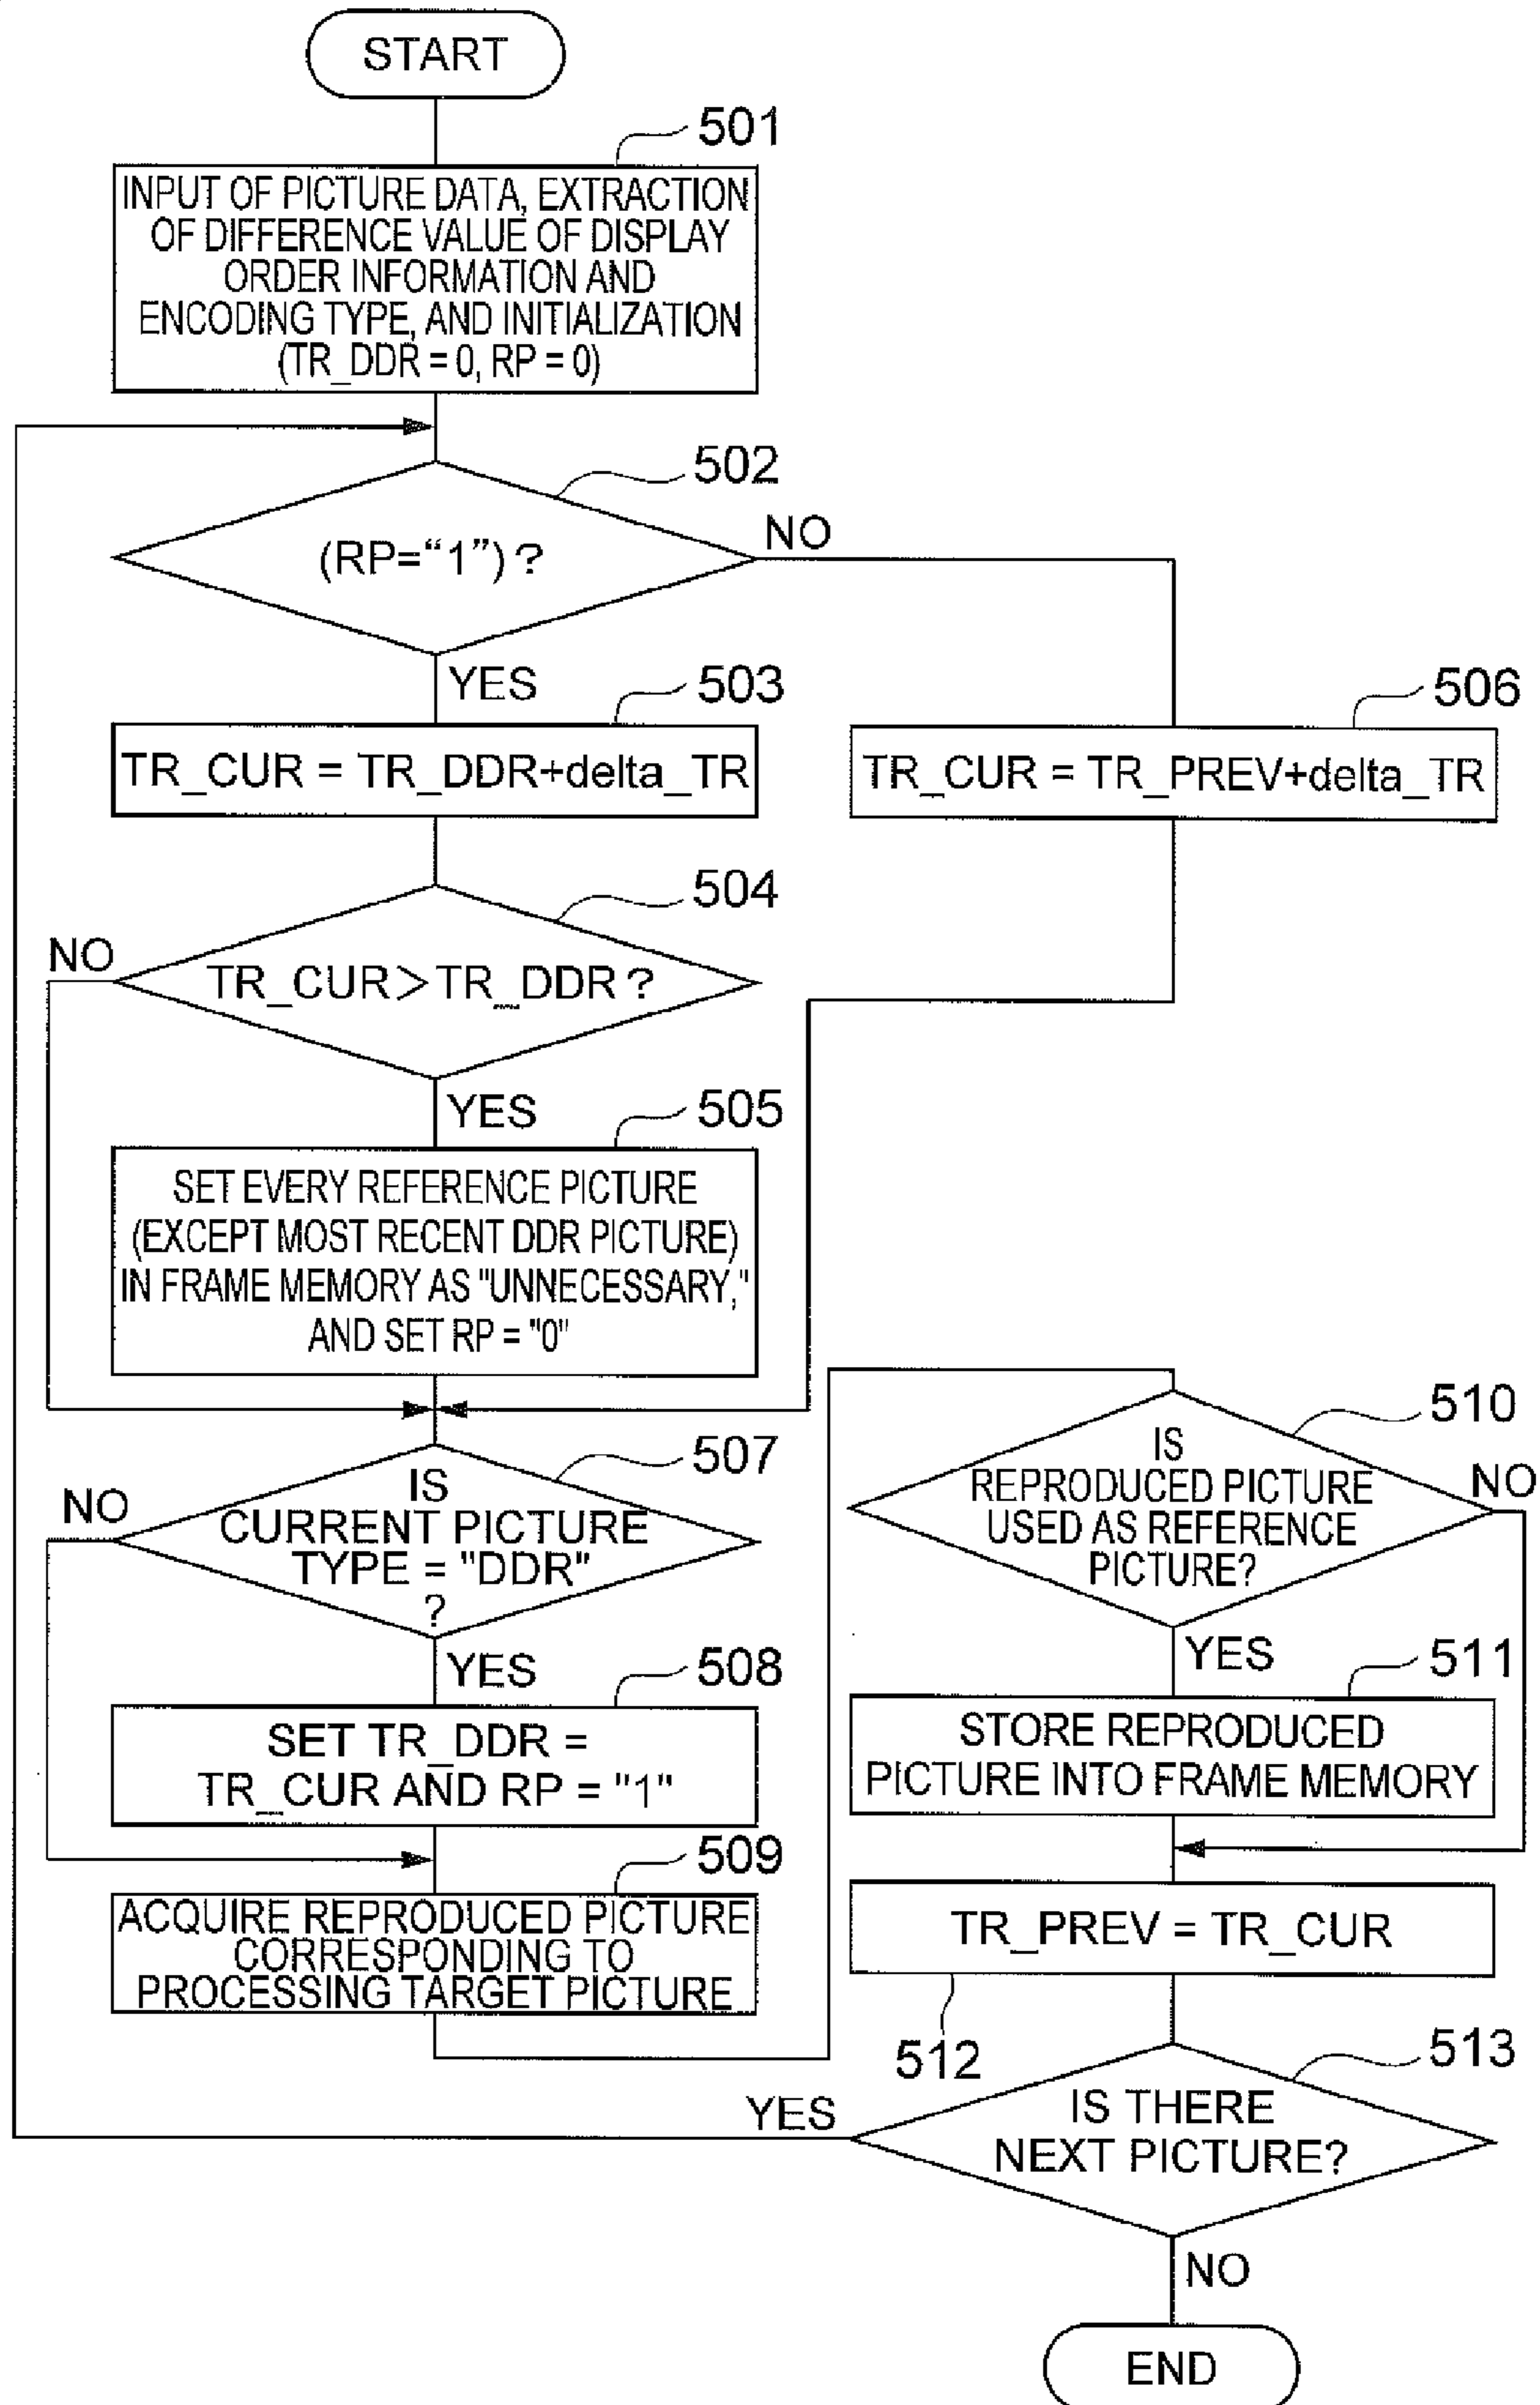 START
501
INPUT OF PICTURE DATA, EXTRACTION
OF DIFFERENCE VALUE OF DISPLAY
ORDER INFORMATION AND
ENCODING TYPE, AND INITIALIZATION
(TR_DDR = 0, RP = 0)
502
(RP=“1”) ?
NO
YES
503
TR_CUR = TR_DDR+delta_TR
506
TR_CUR = TR_PREV+delta_TR
504
NO
TR_CUR>TR_DDR ?
YES
505
SET EVERY REFERENCE PICTURE
(EXCEPT MOST RECENT DDR PICTURE)
IN FRAME MEMORY AS "UNNECESSARY,"
AND SET RP = "0"
507
NO
IS
CURRENT PICTURE
TYPE = "DDR"
?
YES
508
SET TR_DDR =
TR_CUR AND RP = "1"
509
ACQUIRE REPRODUCED PICTURE
CORRESPONDING TO
PROCESSING TARGET PICTURE
510
IS
REPRODUCED PICTURE
USED AS REFERENCE
PICTURE?
NO
YES
511
STORE REPRODUCED
PICTURE INTO FRAME MEMORY
TR_PREV = TR_CUR
512
513
YES
IS THERE
NEXT PICTURE?
NO
END